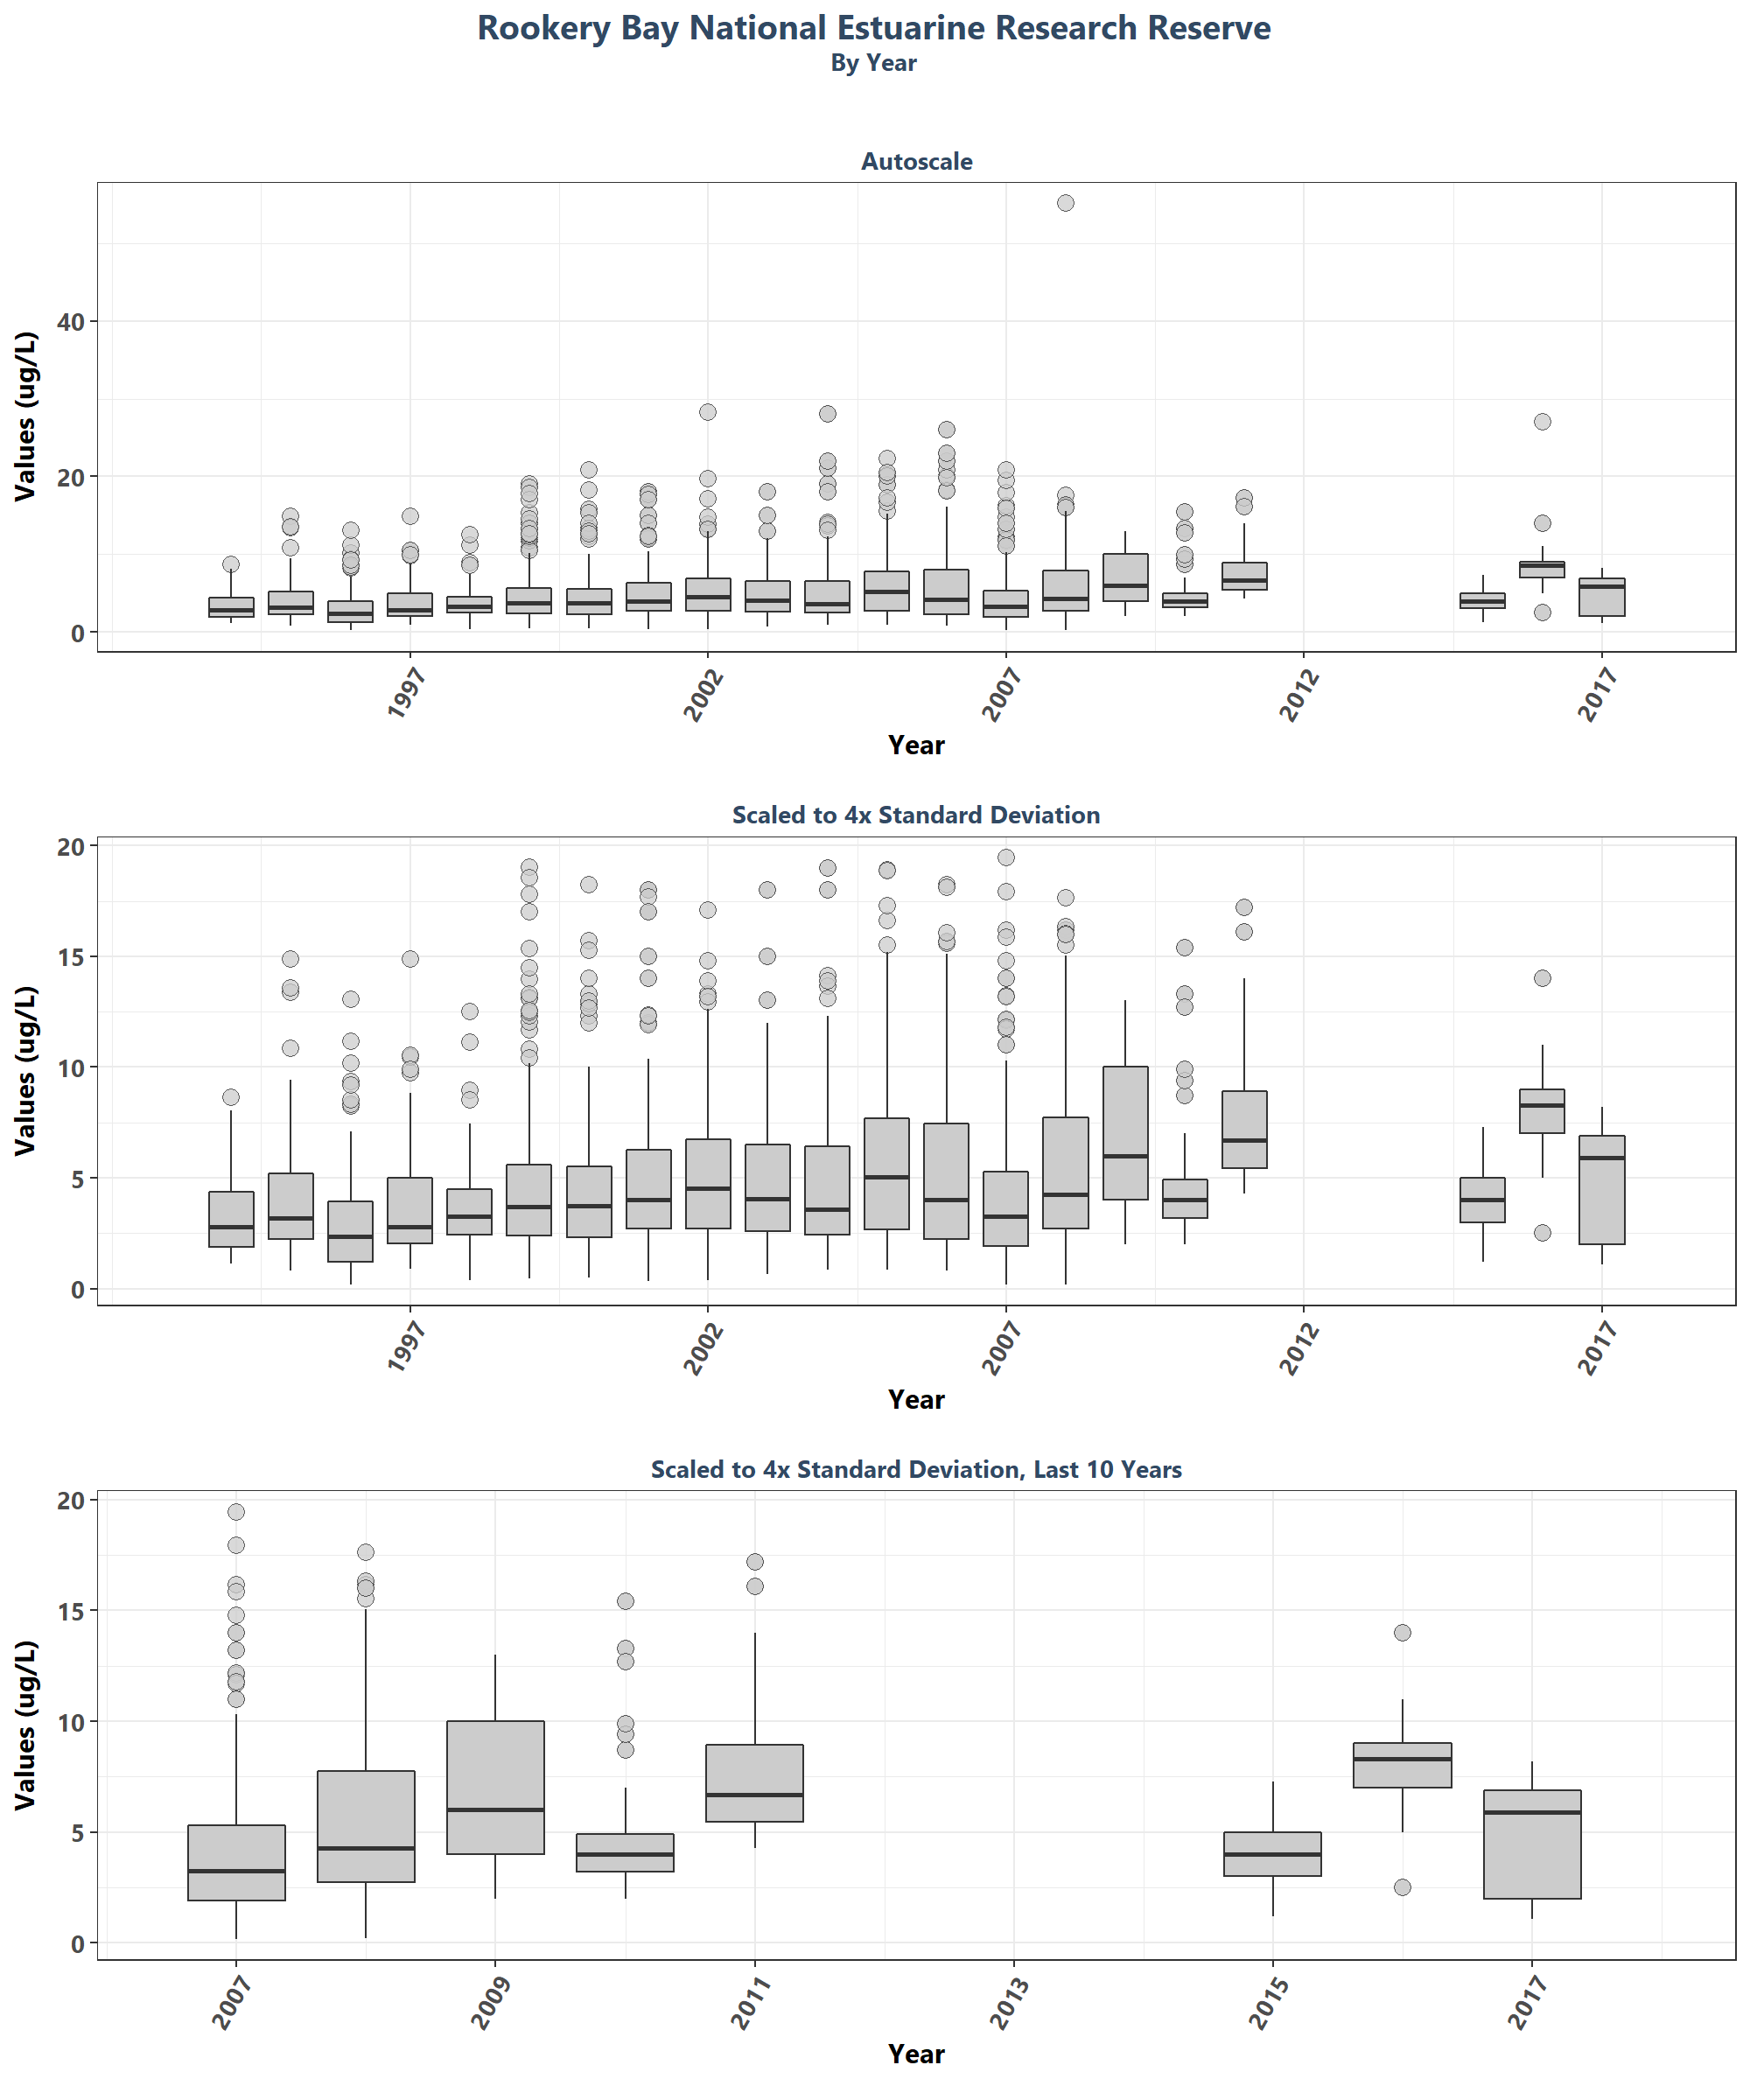 Rookery Bay National Estuarine Research Reserve
By Year
Autoscale
Values (ug/L)
40
20
0
1997 2002 2007 2012 2017
Year
Scaled to 4x Standard Deviation
Values (ug/L)
20
15
10
5
0
1997 2002 2007 2012 2017
Year
Scaled to 4x Standard Deviation, Last 10 Years
Values (ug/L)
20
15
10
5
0
2007 2009 2011 2013 2015 2017
Year